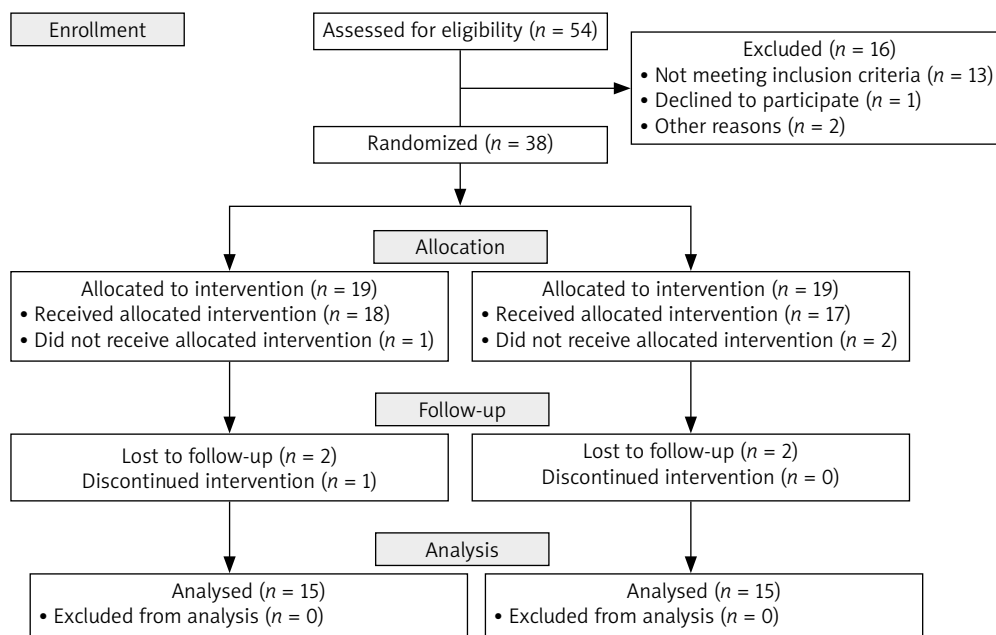 Enrollment
Assessed for eligibility (n = 54)
Excluded (n = 16)
• Not meeting inclusion criteria (n = 13)
• Declined to participate (n = 1)
• Other reasons (n = 2)
Randomized (n = 38)
Allocation
Allocated to intervention (n = 19)
• Received allocated intervention (n = 18)
• Did not receive allocated intervention (n = 1)
Allocated to intervention (n = 19)
• Received allocated intervention (n = 17)
• Did not receive allocated intervention (n = 2)
Follow-up
Lost to follow-up (n = 2)
Discontinued intervention (n = 1)
Lost to follow-up (n = 2)
Discontinued intervention (n = 0)
Analysis
Analysed (n = 15)
• Excluded from analysis (n = 0)
Analysed (n = 15)
• Excluded from analysis (n = 0)